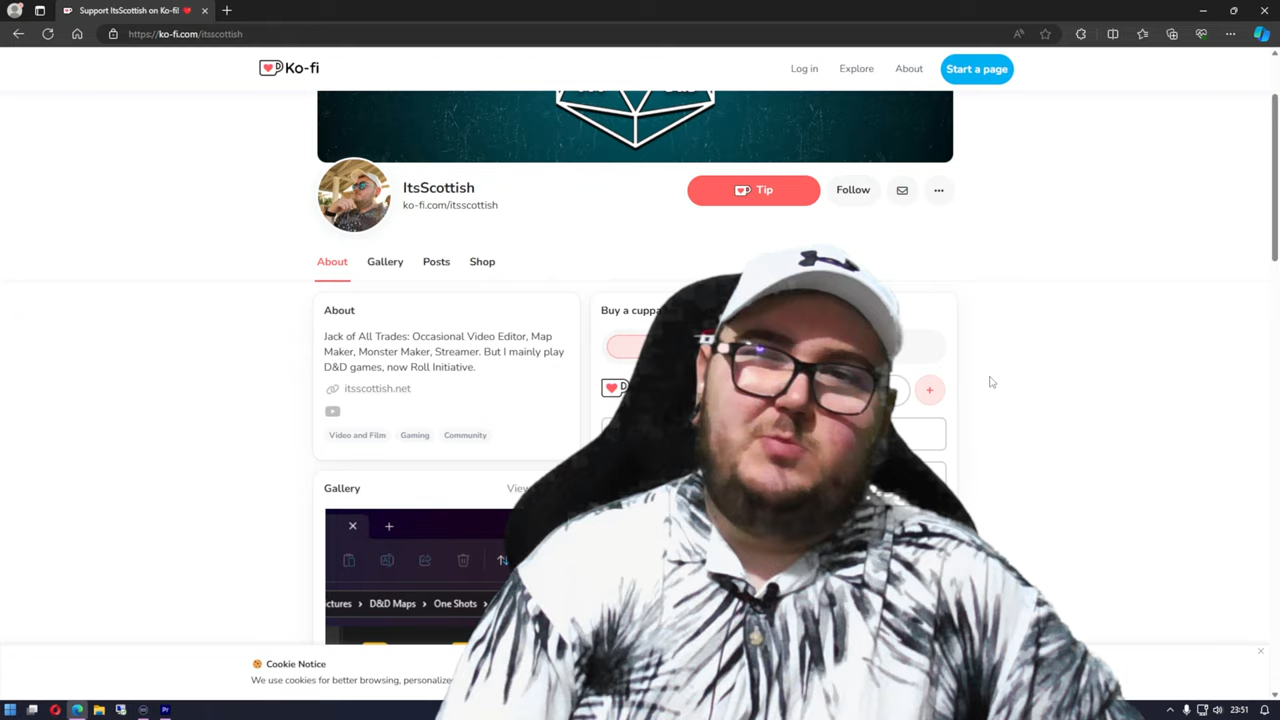 Support ItsScottish on Ko-fi! ❤️
https://ko-fi.com/itsscottish
Ko-fi
Log in
Explore
About
Start a page
ItsScottish
ko-fi.com/itsscottish
Tip
Follow
About
Gallery
Posts
Shop
About
Jack of All Trades: Occasional Video Editor, Map
Maker, Monster Maker, Streamer. But I mainly play
D&D games, now Roll Initiative.
itsscottish.net
Video and Film
Gaming
Community
Buy a cuppa
Gallery
View
D&D Maps > One Shots >
Cookie Notice
We use cookies for better browsing,
23:51